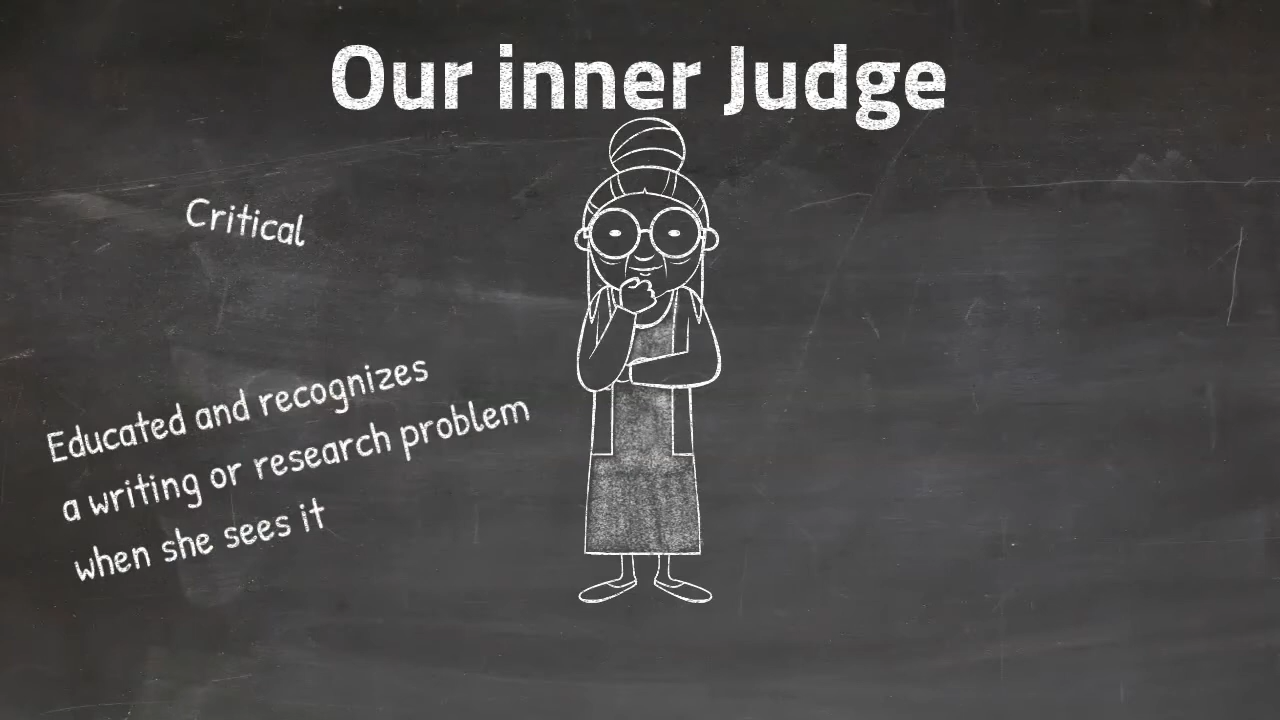 Our inner Judge
Critical
Educated and recognizes
a writing or research problem
when she sees it